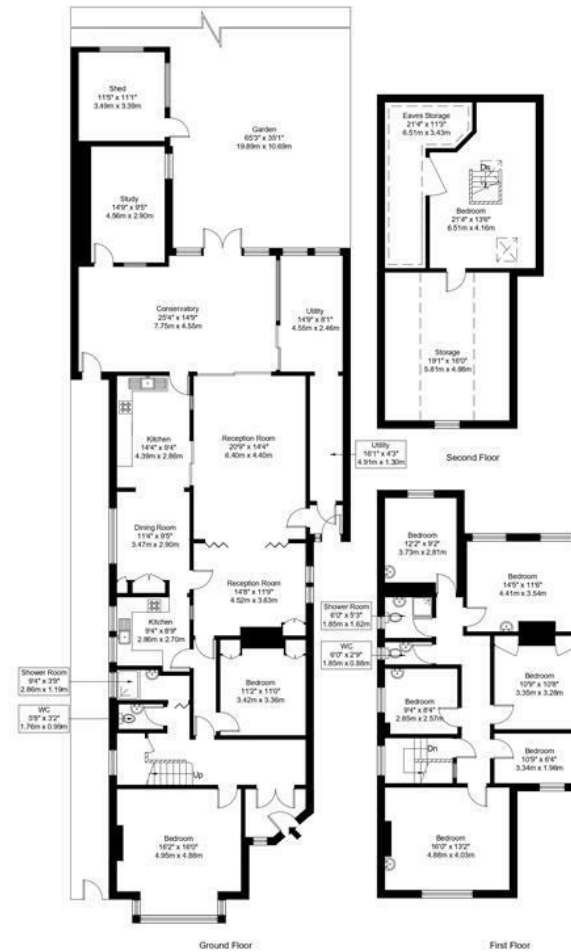 Shed
11'5" x 11'1"
3.49m x 3.39m
Garden
65'3" x 35'1"
19.89m x 10.69m
Study
14'9" x 9'5"
4.56m x 2.90m
Conservatory
25'4" x 14'9"
7.75m x 4.55m
Utility
14'9" x 8'1"
4.55m x 2.46m
Kitchen
14'4" x 9'4"
4.39m x 2.86m
Reception Room
20'9" x 14'4"
6.40m x 4.40m
Utility
16'1" x 4'3"
4.91m x 1.30m
Dining Room
11'4" x 9'5"
3.47m x 2.90m
Reception Room
14'8" x 11'9"
4.52m x 3.63m
Kitchen
9'4" x 8'9"
2.86m x 2.70m
Shower Room
9'4" x 3'9"
2.86m x 1.19m
Bedroom
11'2" x 11'0"
3.42m x 3.36m
WC
5'8" x 3'2"
1.76m x 0.99m
Up
Bedroom
16'2" x 16'0"
4.95m x 4.88m
Ground Floor
Eaves Storage
21'4" x 11'3"
6.51m x 3.43m
Dn
Bedroom
21'4" x 13'6"
6.51m x 4.16m
Storage
19'1" x 16'0"
5.81m x 4.86m
Second Floor
Bedroom
12'2" x 9'2"
3.73m x 2.81m
Bedroom
14'5" x 11'6"
4.41m x 3.54m
Shower Room
6'0" x 5'3"
1.85m x 1.62m
WC
6'0" x 2'9"
1.85m x 0.88m
Bedroom
10'9" x 10'8"
3.35m x 3.28m
Bedroom
9'4" x 8'4"
2.85m x 2.57m
Dn
Bedroom
10'9" x 6'4"
3.34m x 1.96m
Bedroom
16'0" x 13'2"
4.88m x 4.03m
First Floor